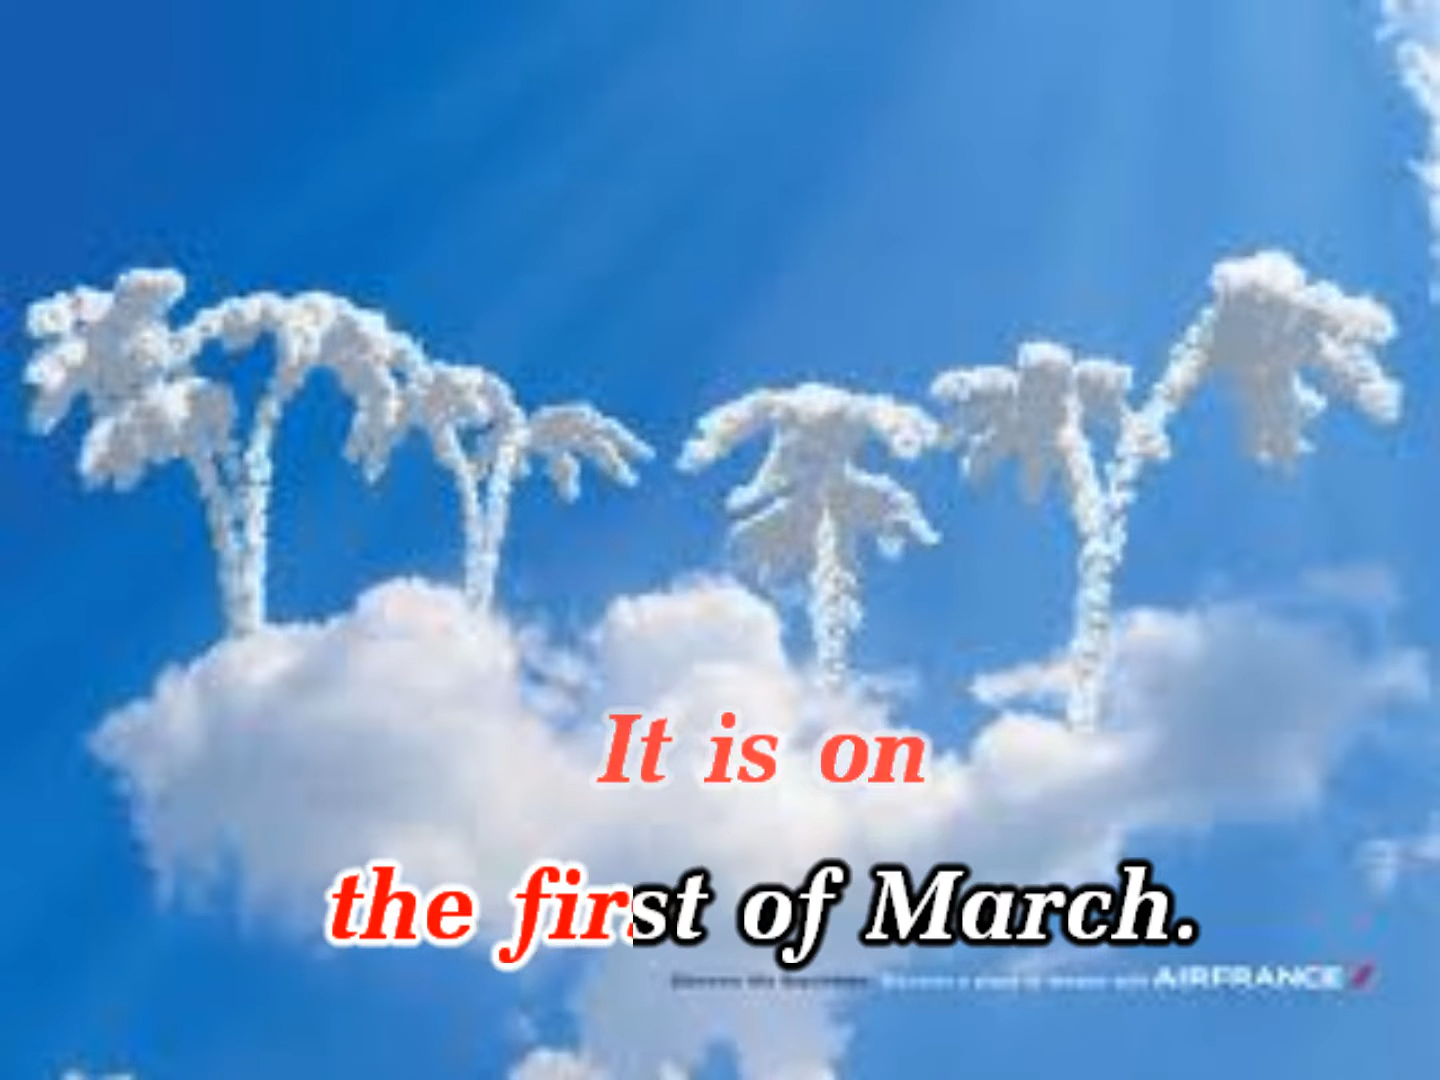 It is on
the first of March.
AIRFRANCE